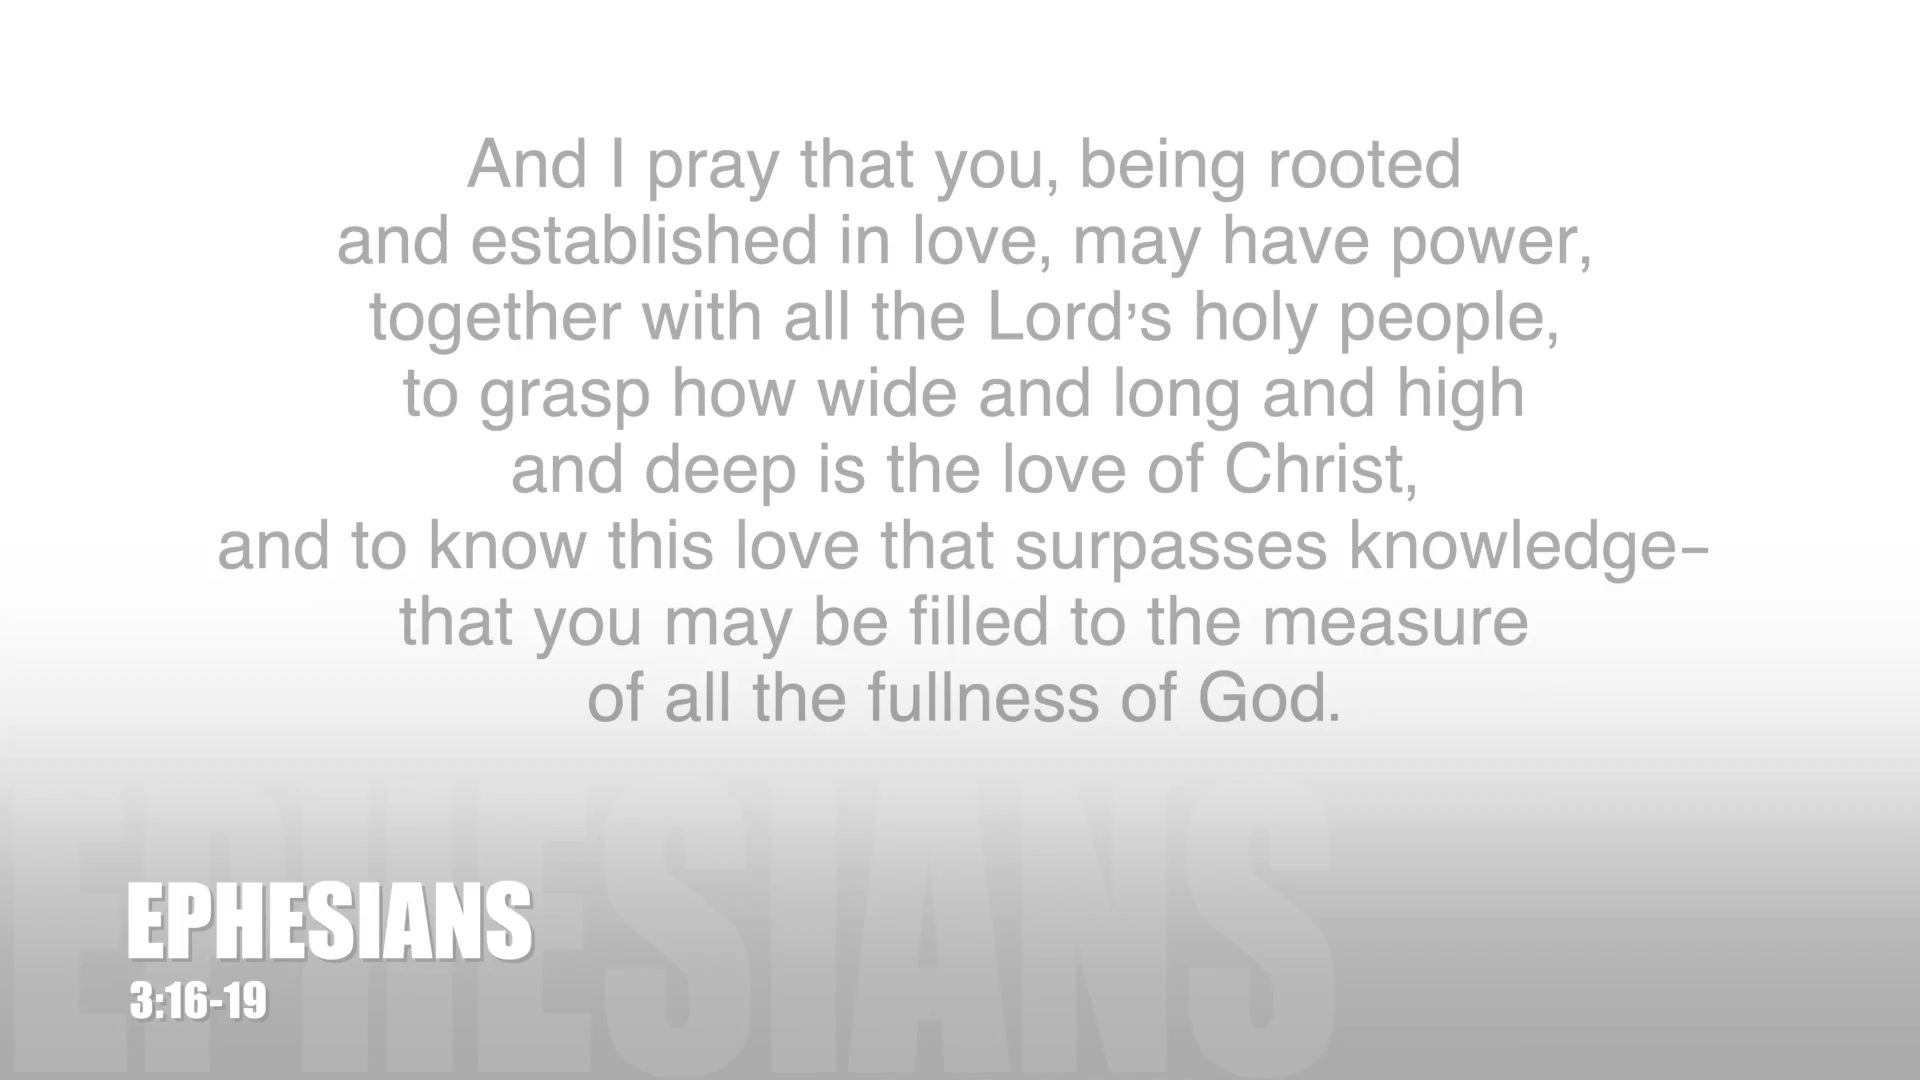 And I pray that you, being rooted
and established in love, may have power,
together with all the Lord’s holy people,
to grasp how wide and long and high
and deep is the love of Christ,
and to know this love that surpasses knowledge–
that you may be filled to the measure
of all the fullness of God.
EPHESIANS
EPHESIANS
3:16-19